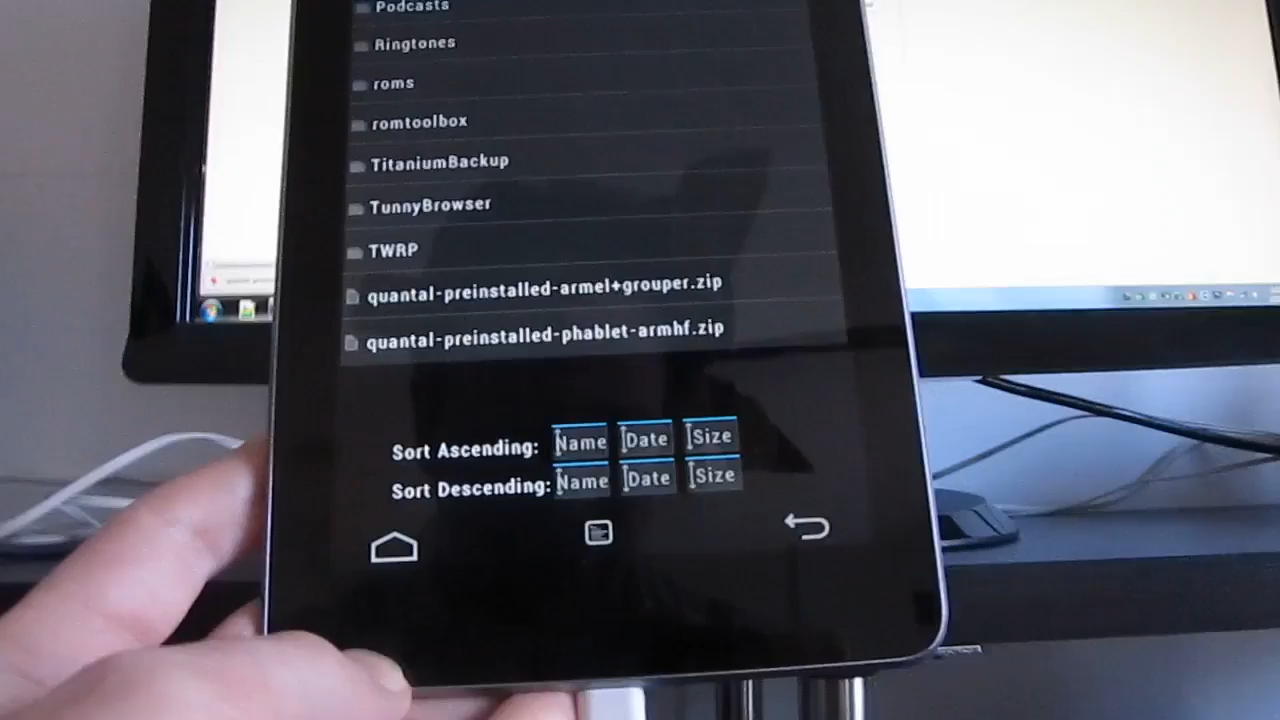 Podcasts
Ringtones
roms
romtoolbox
TitaniumBackup
TunnyBrowser
TWRP
quantal-preinstalled-armel+grouper.zip
quantal-preinstalled-phablet-armhf.zip
Sort Ascending: Name Date Size
Sort Descending: Name Date Size